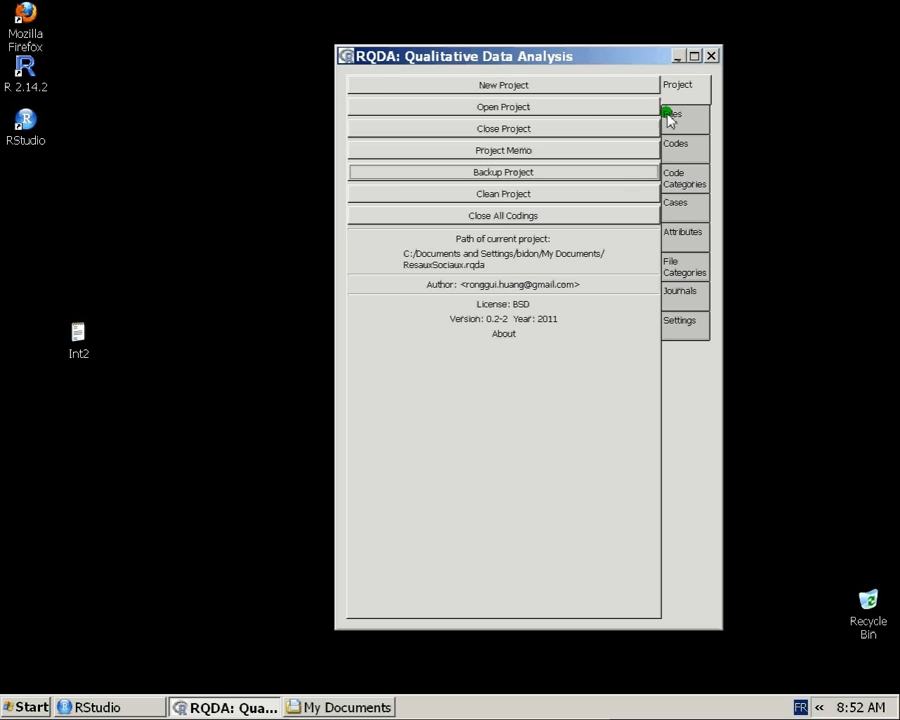 Mozilla
Firefox
R 2.14.2
RStudio
Int2
RQDA: Qualitative Data Analysis
New Project
Open Project
Close Project
Project Memo
Backup Project
Clean Project
Close All Codings
Path of current project:
C:/Documents and Settings/bidon/My Documents/
ResauxSociaux.rqda
Author: <ronggui.huang@gmail.com>
License: BSD
Version: 0.2-2 Year: 2011
About
Project
Codes
Code
Categories
Cases
Attributes
File
Categories
Journals
Settings
Recycle
Bin
Start
RStudio
RQDA: Qua...
My Documents
FR
«
8:52 AM